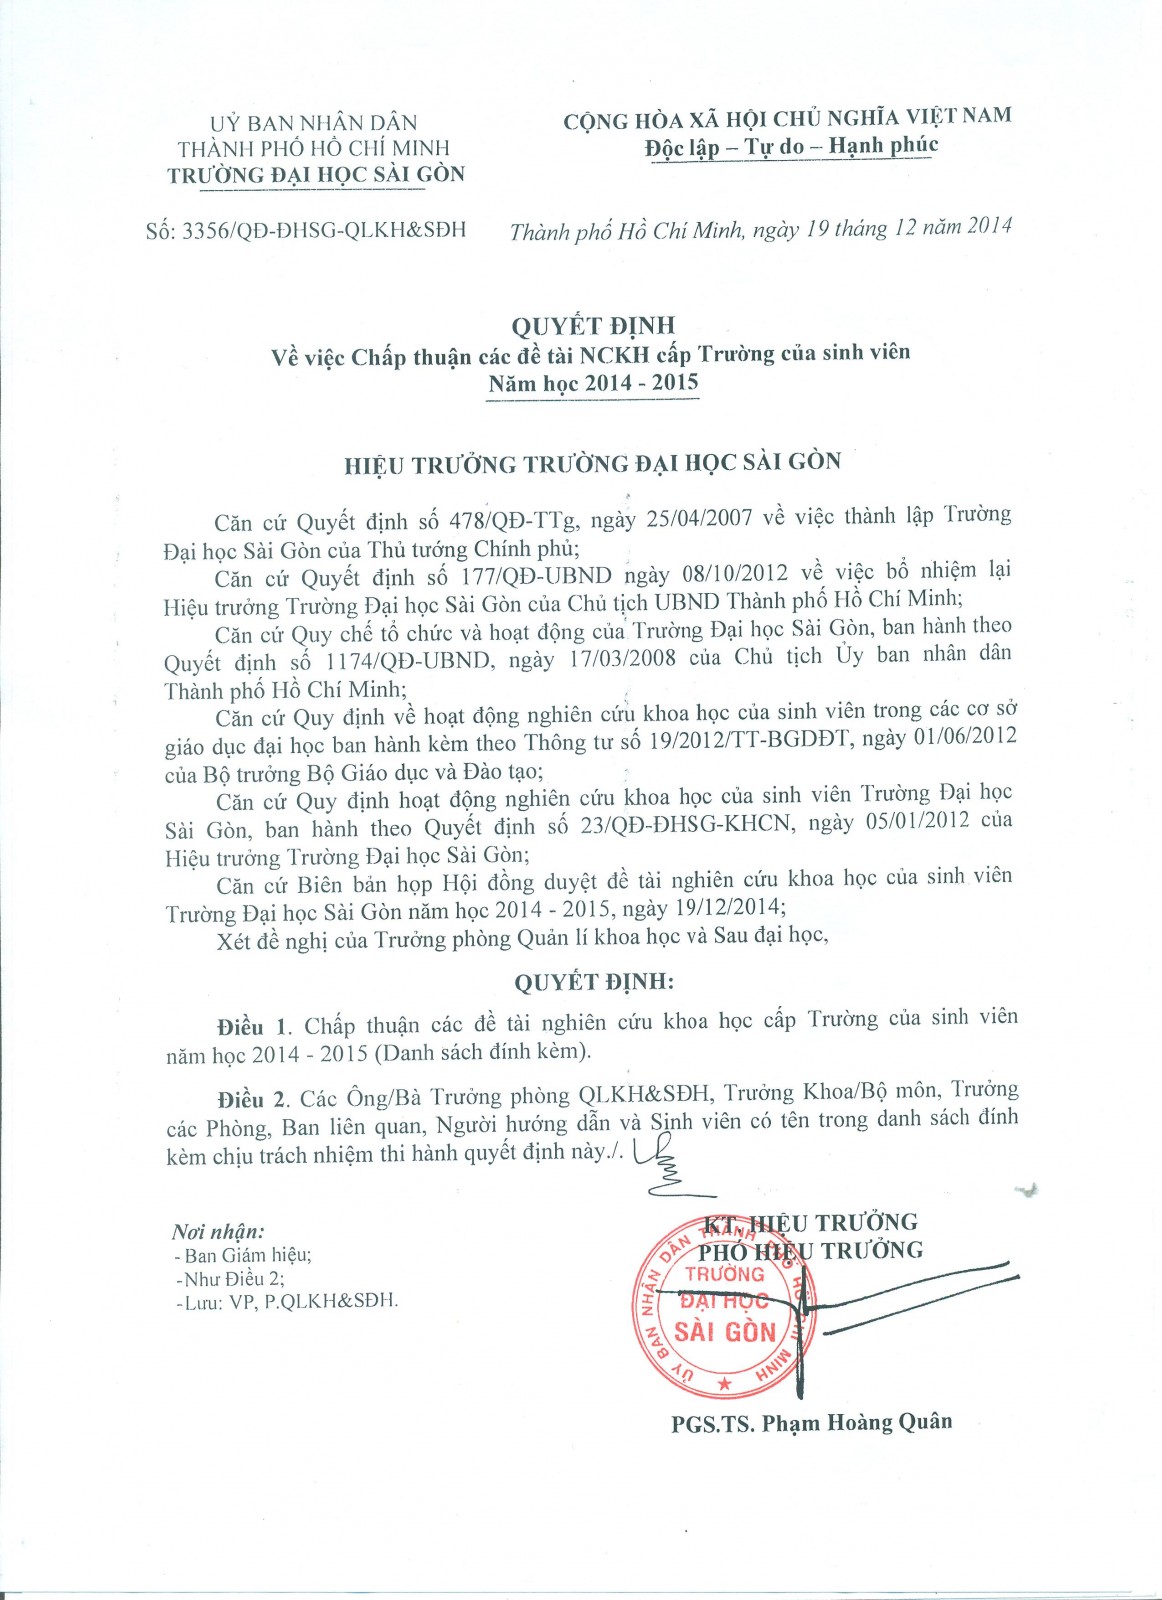 UỶ BAN NHÂN DÂN
THÀNH PHỐ HỒ CHÍ MINH
TRƯỜNG ĐẠI HỌC SÀI GÒN
CỘNG HÒA XÃ HỘI CHỦ NGHĨA VIỆT NAM
Độc lập – Tự do – Hạnh phúc
Số: 3356/QĐ-ĐHSG-QLKH&SĐH
Thành phố Hồ Chí Minh, ngày 19 tháng 12 năm 2014
QUYẾT ĐỊNH
Về việc Chấp thuận các đề tài NCKH cấp Trường của sinh viên
Năm học 2014 - 2015
HIỆU TRƯỞNG TRƯỜNG ĐẠI HỌC SÀI GÒN
Căn cứ Quyết định số 478/QĐ-TTg, ngày 25/04/2007 về việc thành lập Trường
Đại học Sài Gòn của Thủ tướng Chính phủ;
Căn cứ Quyết định số 177/QĐ-UBND ngày 08/10/2012 về việc bổ nhiệm lại
Hiệu trưởng Trường Đại học Sài Gòn của Chủ tịch UBND Thành phố Hồ Chí Minh;
Căn cứ Quy chế tổ chức và hoạt động của Trường Đại học Sài Gòn, ban hành theo
Quyết định số 1174/QĐ-UBND, ngày 17/03/2008 của Chủ tịch Ủy ban nhân dân
Thành phố Hồ Chí Minh;
Căn cứ Quy định về hoạt động nghiên cứu khoa học của sinh viên trong các cơ sở
giáo dục đại học ban hành kèm theo Thông tư số 19/2012/TT-BGDĐT, ngày 01/06/2012
của Bộ trưởng Bộ Giáo dục và Đào tạo;
Căn cứ Quy định hoạt động nghiên cứu khoa học của sinh viên Trường Đại học
Sài Gòn, ban hành theo Quyết định số 23/QĐ-ĐHSG-KHCN, ngày 05/01/2012 của
Hiệu trưởng Trường Đại học Sài Gòn;
Căn cứ Biên bản họp Hội đồng duyệt đề tài nghiên cứu khoa học của sinh viên
Trường Đại học Sài Gòn năm học 2014 - 2015, ngày 19/12/2014;
Xét đề nghị của Trưởng phòng Quản lí khoa học và Sau đại học,
QUYẾT ĐỊNH:
Điều 1. Chấp thuận các đề tài nghiên cứu khoa học cấp Trường của sinh viên
năm học 2014 - 2015 (Danh sách đính kèm).
Điều 2. Các Ông/Bà Trưởng phòng QLKH&SĐH, Trưởng Khoa/Bộ môn, Trưởng
các Phòng, Ban liên quan, Người hướng dẫn và Sinh viên có tên trong danh sách đính
kèm chịu trách nhiệm thi hành quyết định này./.
Nơi nhận:
- Ban Giám hiệu;
-Như Điều 2;
-Lưu: VP, P.QLKH&SĐH.
KT. HIỆU TRƯỞNG
PHÓ HIỆU TRƯỞNG
ỦY BAN NHÂN DÂN THÀNH PHỐ HỒ CHÍ MINH
TRƯỜNG
ĐẠI HỌC
SÀI GÒN
PGS.TS. Phạm Hoàng Quân